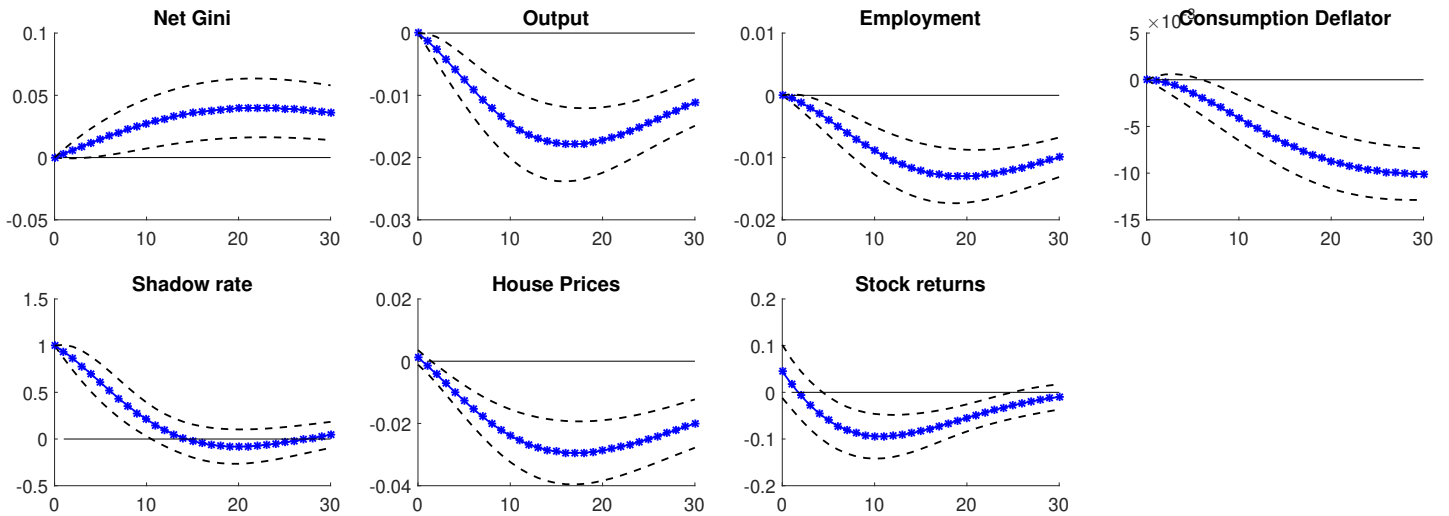 Net Gini
0.1
0.05
0
-0.05
0 10 20 30
Output
0
-0.01
-0.02
-0.03
0 10 20 30
Employment
0.01
0
-0.01
-0.02
0 10 20 30
Consumption Deflator
×10
5
0
-5
-10
-15
0 10 20 30
Shadow rate
1.5
1
0.5
0
-0.5
0 10 20 30
House Prices
0.02
0
-0.02
-0.04
0 10 20 30
Stock returns
0.2
0.1
0
-0.1
-0.2
0 10 20 30